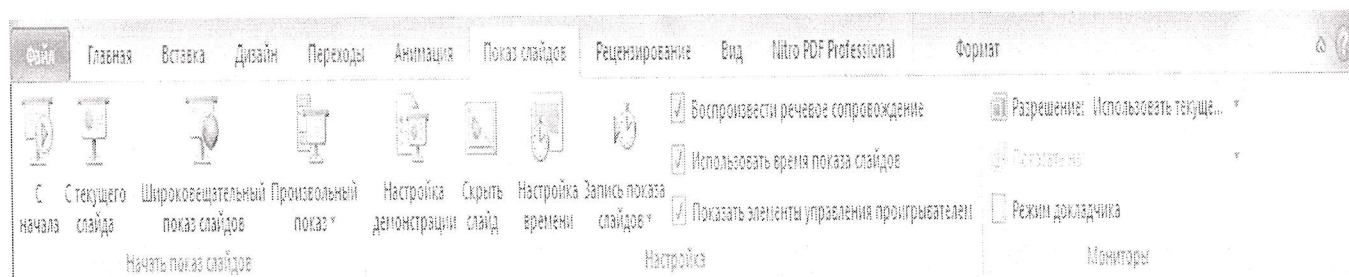 Файл Главная Вставка Дизайн Переходы Анимация Показ слайдов Рецензирование Вид Nitro PDF Professional Формат
С начала
С текущего слайда
Широковещательный показ слайдов
Произвольный показ
Начать показ слайдов
Настройка демонстрации
Скрыть слайд
Настройка времени
Запись показа слайдов
Воспроизвести речевое сопровождение
Использовать время показа слайдов
Показать элементы управления проигрывателем
Настройка
Разрешение: Использовать текуще...
Показать на:
Режим докладчика
Мониторы